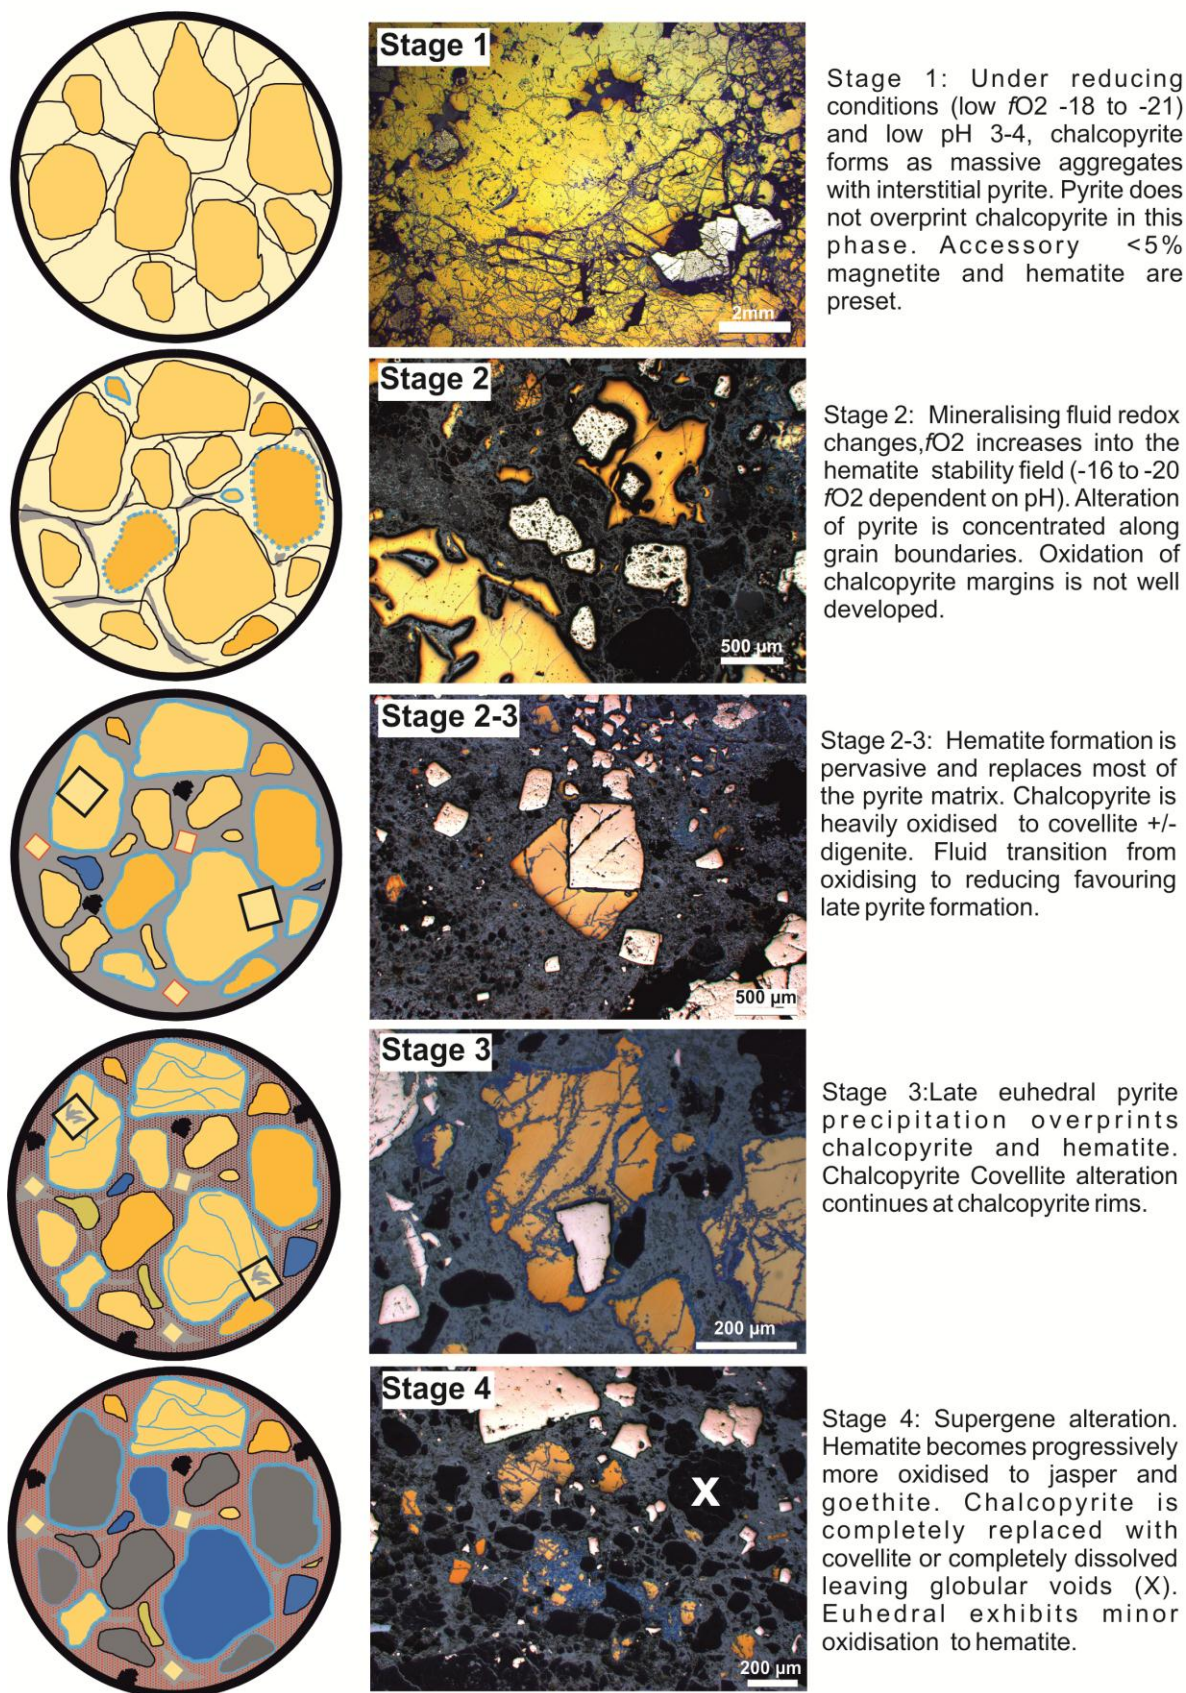 Stage 1
2mm
Stage 1: Under reducing
conditions (low fO2 -18 to -21)
and low pH 3-4, chalcopyrite
forms as massive aggregates
with interstitial pyrite. Pyrite does
not overprint chalcopyrite in this
phase. Accessory <5%
magnetite and hematite are
preset.
Stage 2
500 µm
Stage 2: Mineralising fluid redox
changes,fO2 increases into the
hematite stability field (-16 to -20
fO2 dependent on pH). Alteration
of pyrite is concentrated along
grain boundaries. Oxidation of
chalcopyrite margins is not well
developed.
Stage 2-3
500 µm
Stage 2-3: Hematite formation is
pervasive and replaces most of
the pyrite matrix. Chalcopyrite is
heavily oxidised to covellite +/-
digenite. Fluid transition from
oxidising to reducing favouring
late pyrite formation.
Stage 3
200 µm
Stage 3:Late euhedral pyrite
precipitation overprints
chalcopyrite and hematite.
Chalcopyrite Covellite alteration
continues at chalcopyrite rims.
Stage 4
X
200 µm
Stage 4: Supergene alteration.
Hematite becomes progressively
more oxidised to jasper and
goethite. Chalcopyrite is
completely replaced with
covellite or completely dissolved
leaving globular voids (X).
Euhedral exhibits minor
oxidisation to hematite.